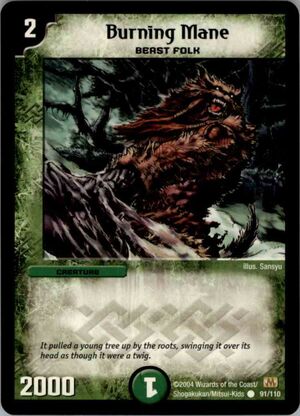 2
Burning Mane
BEAST FOLK
Illus. Sansyu
CREATURE
It pulled a young tree up by the roots, swinging it over its
head as though it were a twig.
2000
1
©2004 Wizards of the Coast/
Shogakukan/Mitsui-Kids
91/110